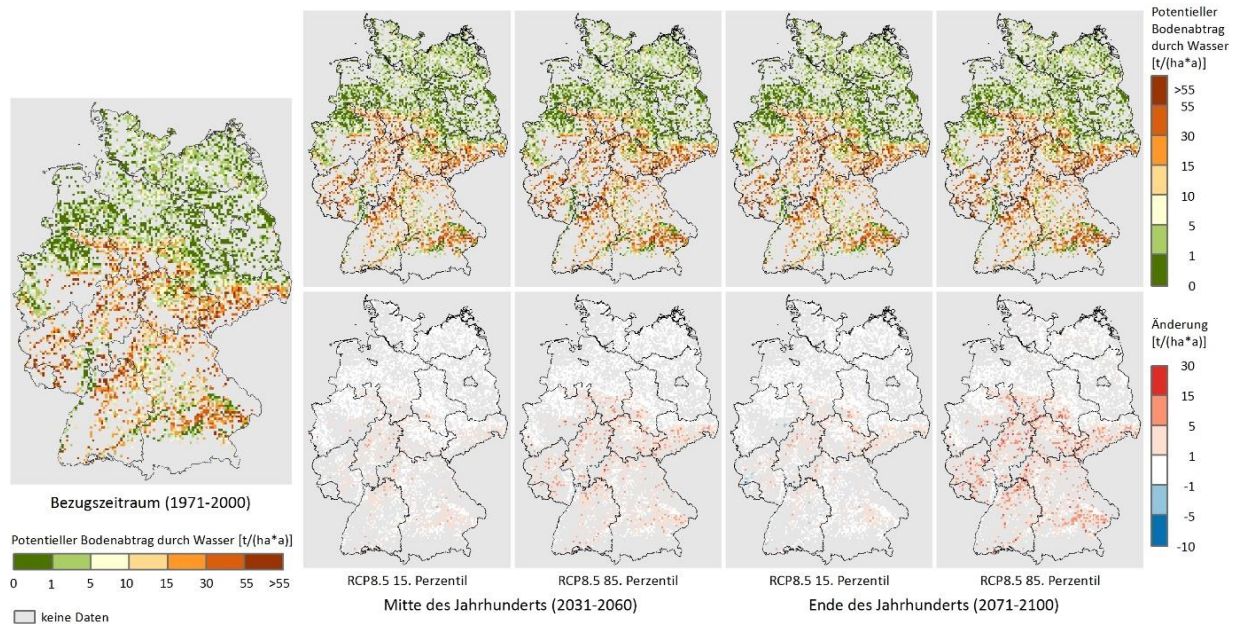 Potentieller
Bodenabtrag
durch Wasser
[t/(ha*a)]
>55
55
30
15
10
5
1
0
Änderung
[t/(ha*a)]
30
15
5
1
-1
-5
-10
Bezugszeitraum (1971-2000)
Potentieller Bodenabtrag durch Wasser [t/(ha*a)]
0 1 5 10 15 30 55 >55
keine Daten
RCP8.5 15. Perzentil RCP8.5 85. Perzentil RCP8.5 15. Perzentil RCP8.5 85. Perzentil
Mitte des Jahrhunderts (2031-2060) Ende des Jahrhunderts (2071-2100)